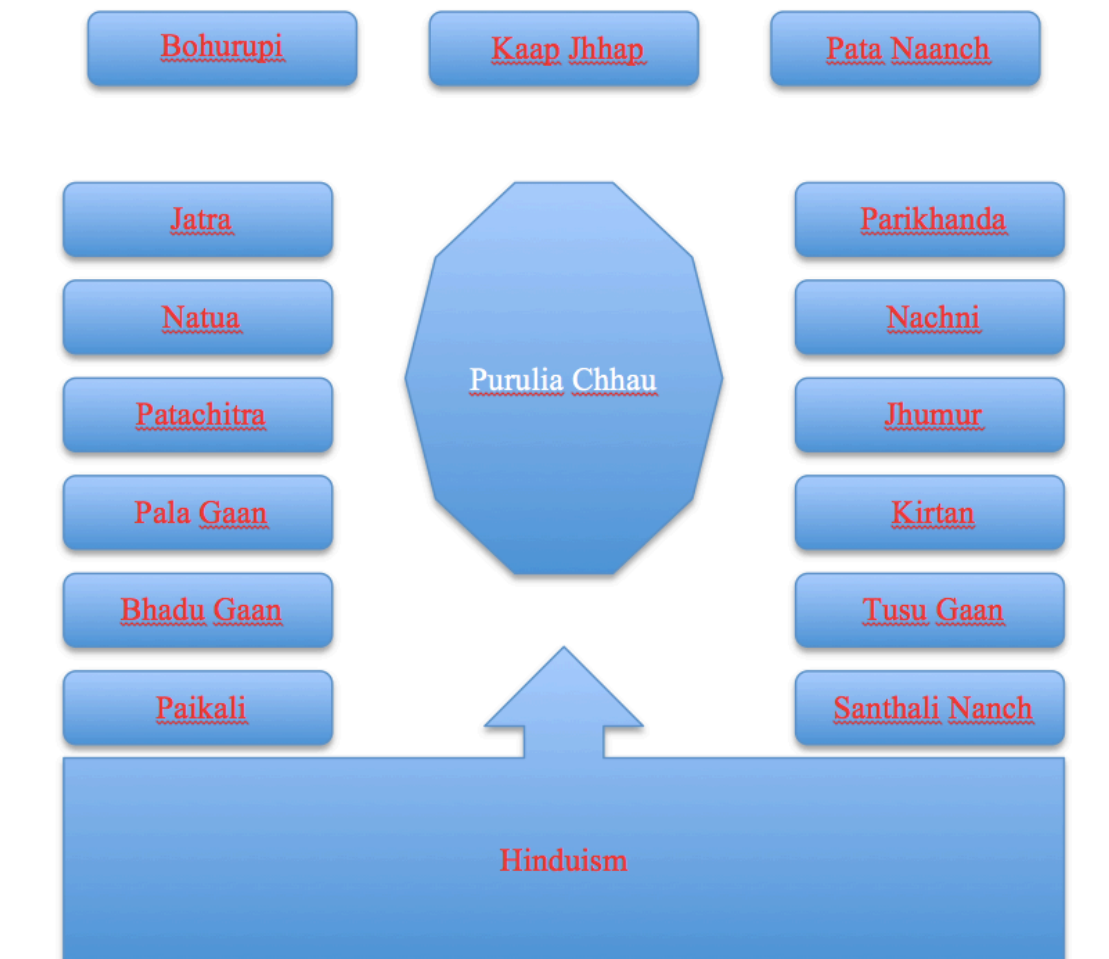 Bohurupi
Kaap Jhhap
Pata Naanch
Jatra
Parikhanda
Natua
Nachni
Purulia Chhau
Patachitra
Jhumur
Pala Gaan
Kirtan
Bhadu Gaan
Tusu Gaan
Paikali
Santhali Nanch
Hinduism